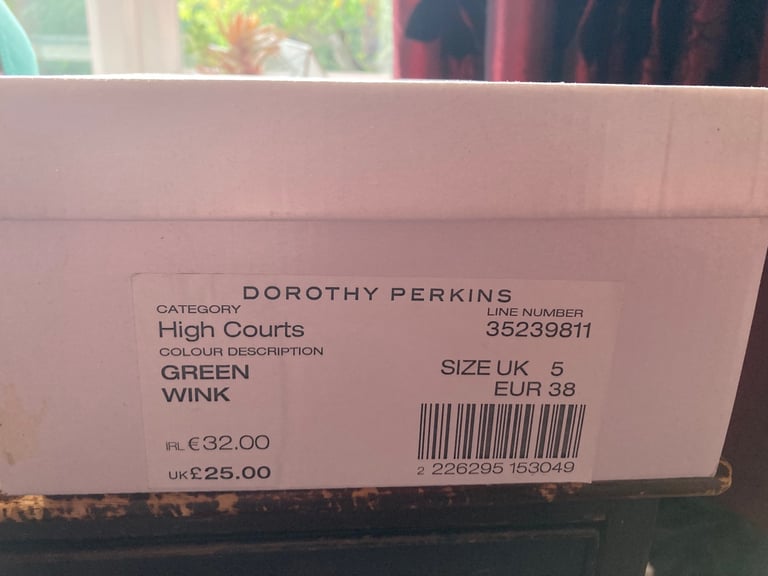 DOROTHY PERKINS
CATEGORY
High Courts
LINE NUMBER
35239811
COLOUR DESCRIPTION
GREEN
WINK
SIZE UK 5
EUR 38
IRL €32.00
UK £25.00
2 226295 153049